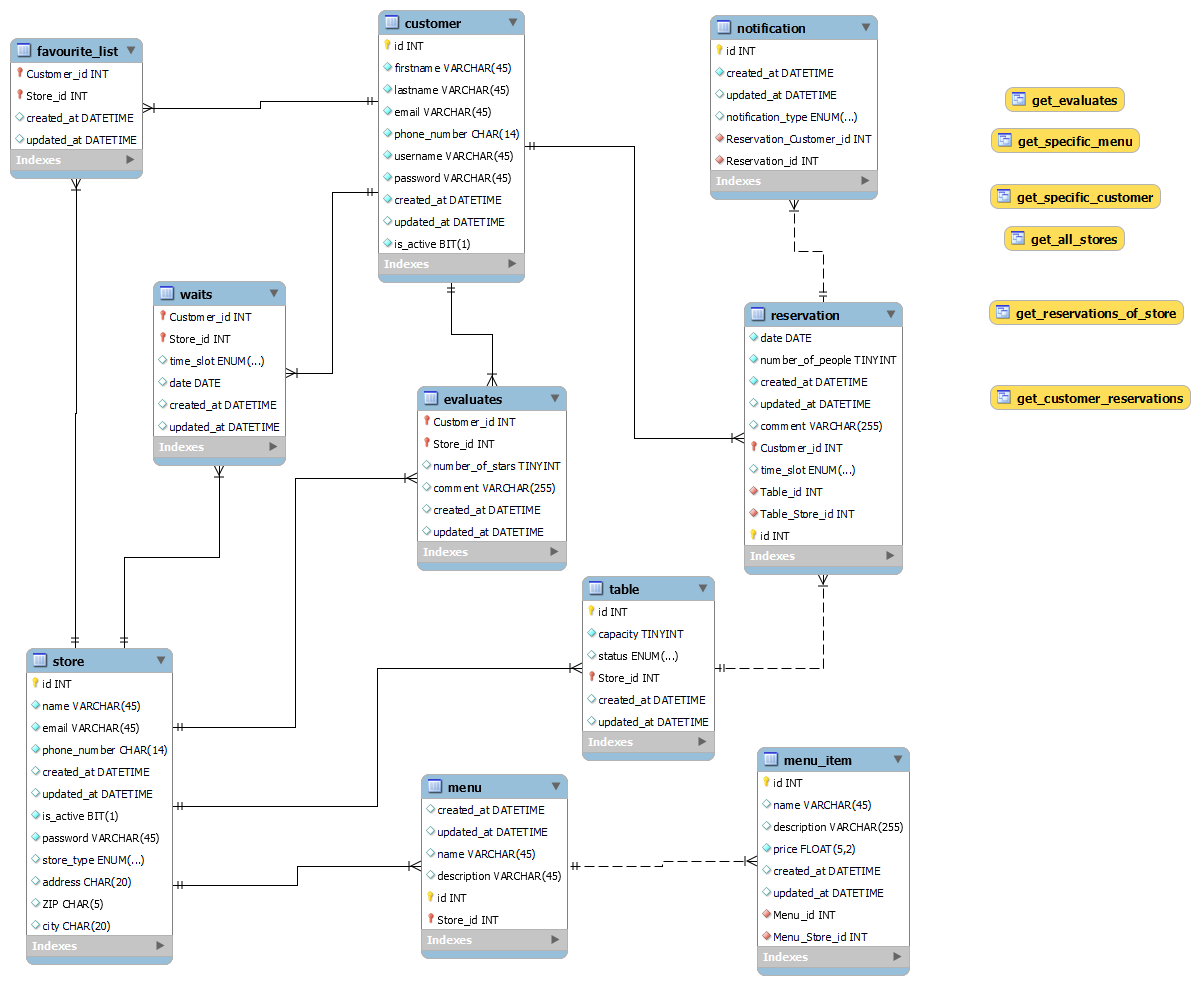 favourite_list
Customer_id INT
Store_id INT
created_at DATETIME
updated_at DATETIME
Indexes
customer
id INT
firstname VARCHAR(45)
lastname VARCHAR(45)
email VARCHAR(45)
phone_number CHAR(14)
username VARCHAR(45)
password VARCHAR(45)
created_at DATETIME
updated_at DATETIME
is_active BIT(1)
Indexes
notification
id INT
created_at DATETIME
updated_at DATETIME
notification_type ENUM(...)
Reservation_Customer_id INT
Reservation_id INT
Indexes
get_evaluates
get_specific_menu
get_specific_customer
get_all_stores
get_reservations_of_store
get_customer_reservations
waits
Customer_id INT
Store_id INT
time_slot ENUM(...)
date DATE
created_at DATETIME
updated_at DATETIME
Indexes
evaluates
Customer_id INT
Store_id INT
number_of_stars TINYINT
comment VARCHAR(255)
created_at DATETIME
updated_at DATETIME
Indexes
reservation
date DATE
number_of_people TINYINT
created_at DATETIME
updated_at DATETIME
comment VARCHAR(255)
Customer_id INT
time_slot ENUM(...)
Table_id INT
Table_Store_id INT
id INT
Indexes
table
id INT
capacity TINYINT
status ENUM(...)
Store_id INT
created_at DATETIME
updated_at DATETIME
Indexes
store
id INT
name VARCHAR(45)
email VARCHAR(45)
phone_number CHAR(14)
created_at DATETIME
updated_at DATETIME
is_active BIT(1)
password VARCHAR(45)
store_type ENUM(...)
address CHAR(20)
ZIP CHAR(5)
city CHAR(20)
Indexes
menu
created_at DATETIME
updated_at DATETIME
name VARCHAR(45)
description VARCHAR(45)
id INT
Store_id INT
Indexes
menu_item
id INT
name VARCHAR(45)
description VARCHAR(255)
price FLOAT(5,2)
created_at DATETIME
updated_at DATETIME
Menu_id INT
Menu_Store_id INT
Indexes